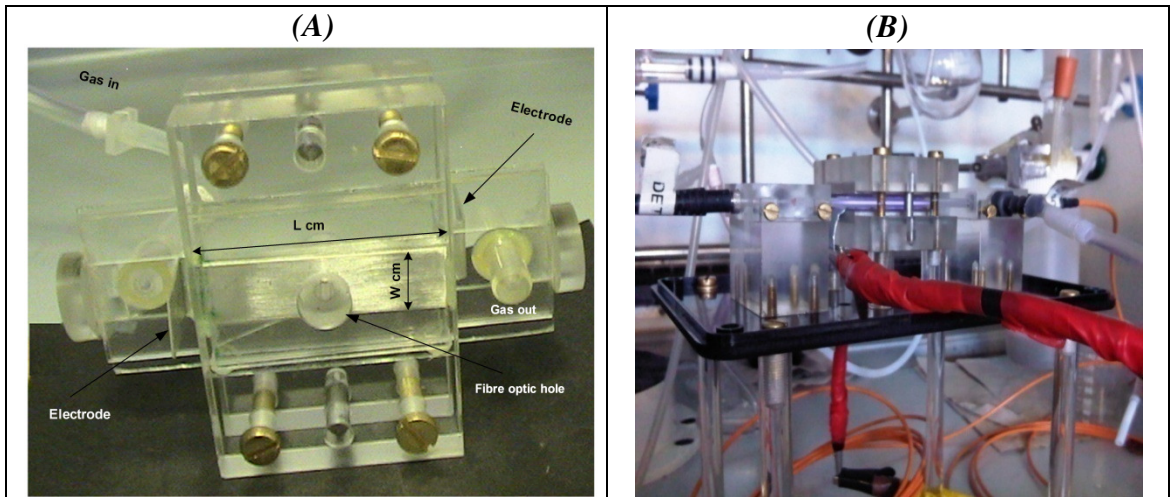 (A)
(B)
Gas in
Electrode
L cm
W cm
Gas out
Fibre optic hole
Electrode
DET